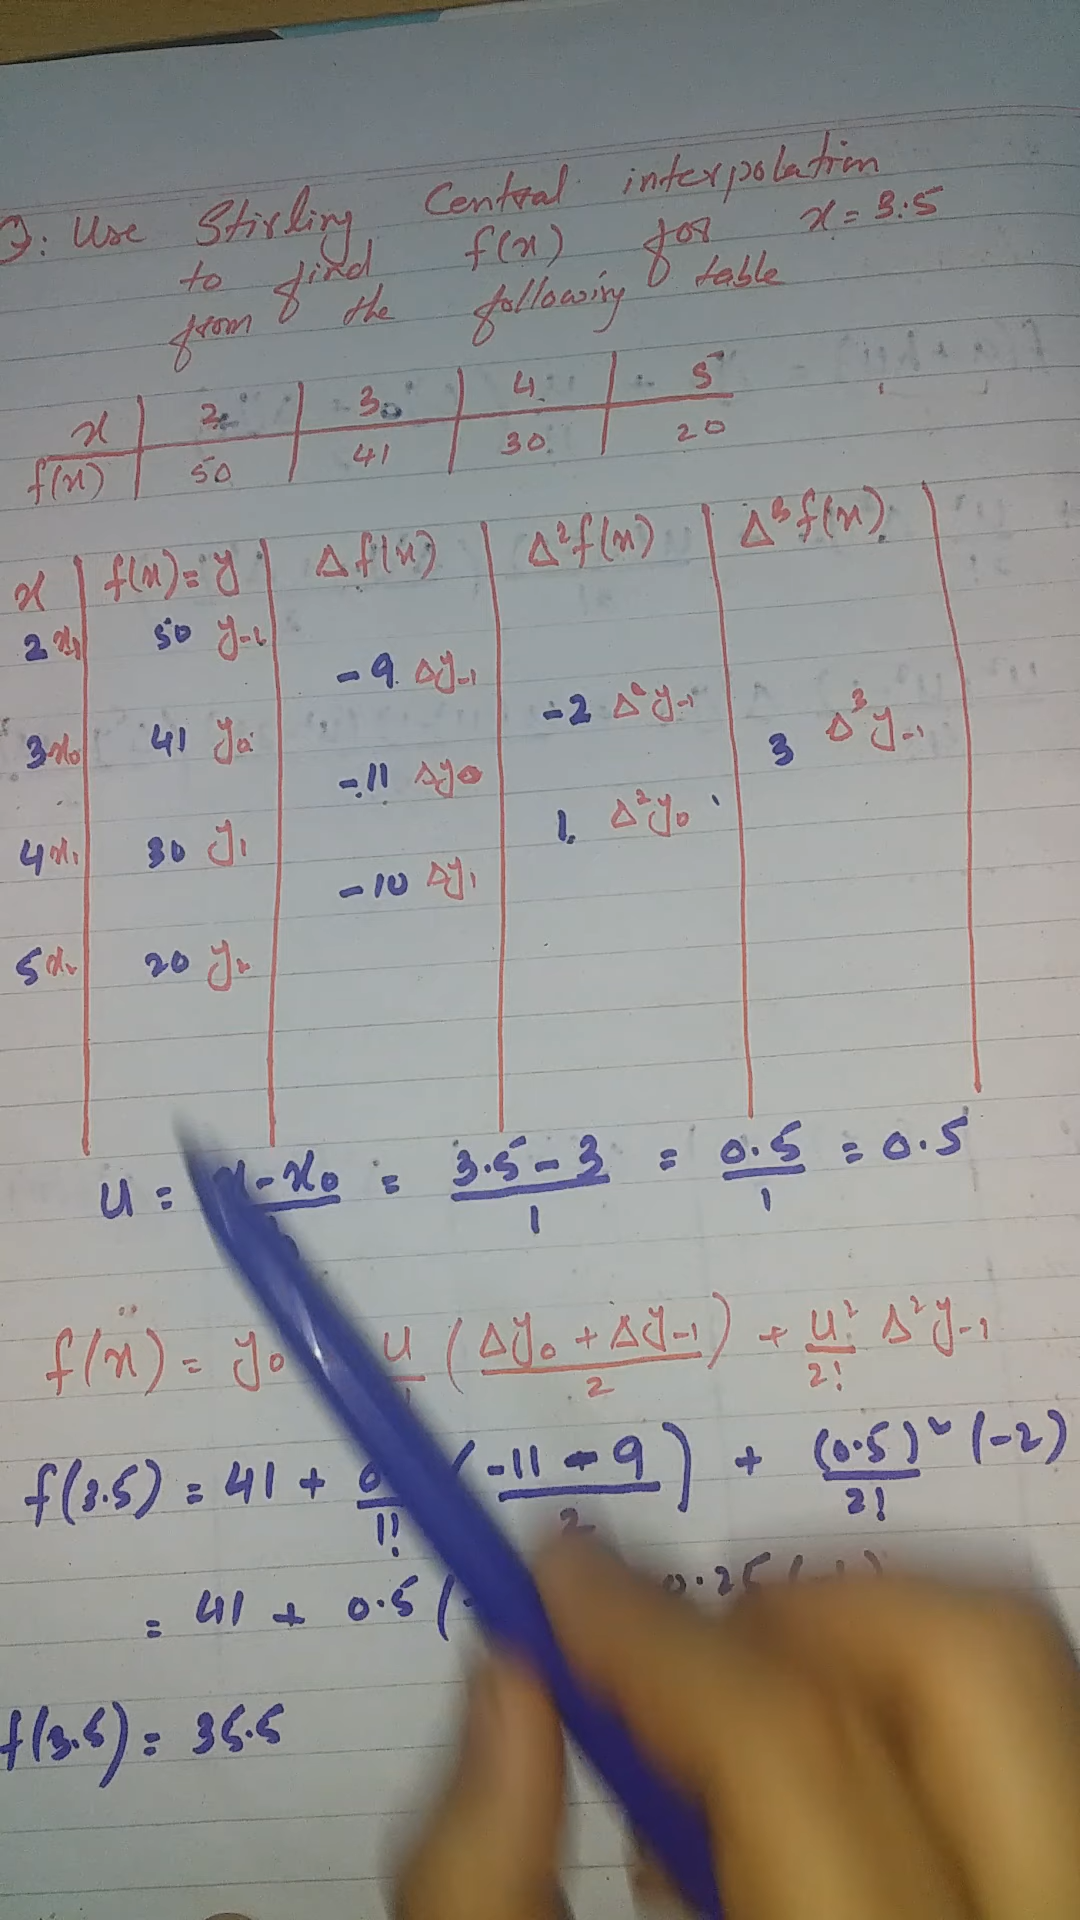 Q: Use Stirling Central interpolation
to find f(x) for x = 3.5
from the following table
x | 2 | 3 | 4 | 5
f(x) | 50 | 41 | 30 | 20
x | f(x) = y | Δf(x) | Δ²f(x) | Δ³f(x)
2 x₋₁ 50 y₋₁
-9 Δy₋₁
-2 Δ²y₋₁
3 x₀ 41 y₀ 3 Δ³y₋₁
-11 Δy₀
1 Δ²y₀
4 x₁ 30 y₁
-10 Δy₁
5 x₂ 20 y₂
u = x - x₀ / = 3.5 - 3 / 1 = 0.5 / 1 = 0.5
f(x) = y₀ u / (Δy₀ + Δy₋₁ / 2) + u² / 2! Δ²y₋₁
f(3.5) = 41 + 0 / 1! (-11 - 9 / 2) + (0.5)² / 2! (-2)
= 41 + 0.5 ( 0.25 (-1)
f(3.5) = 35.5